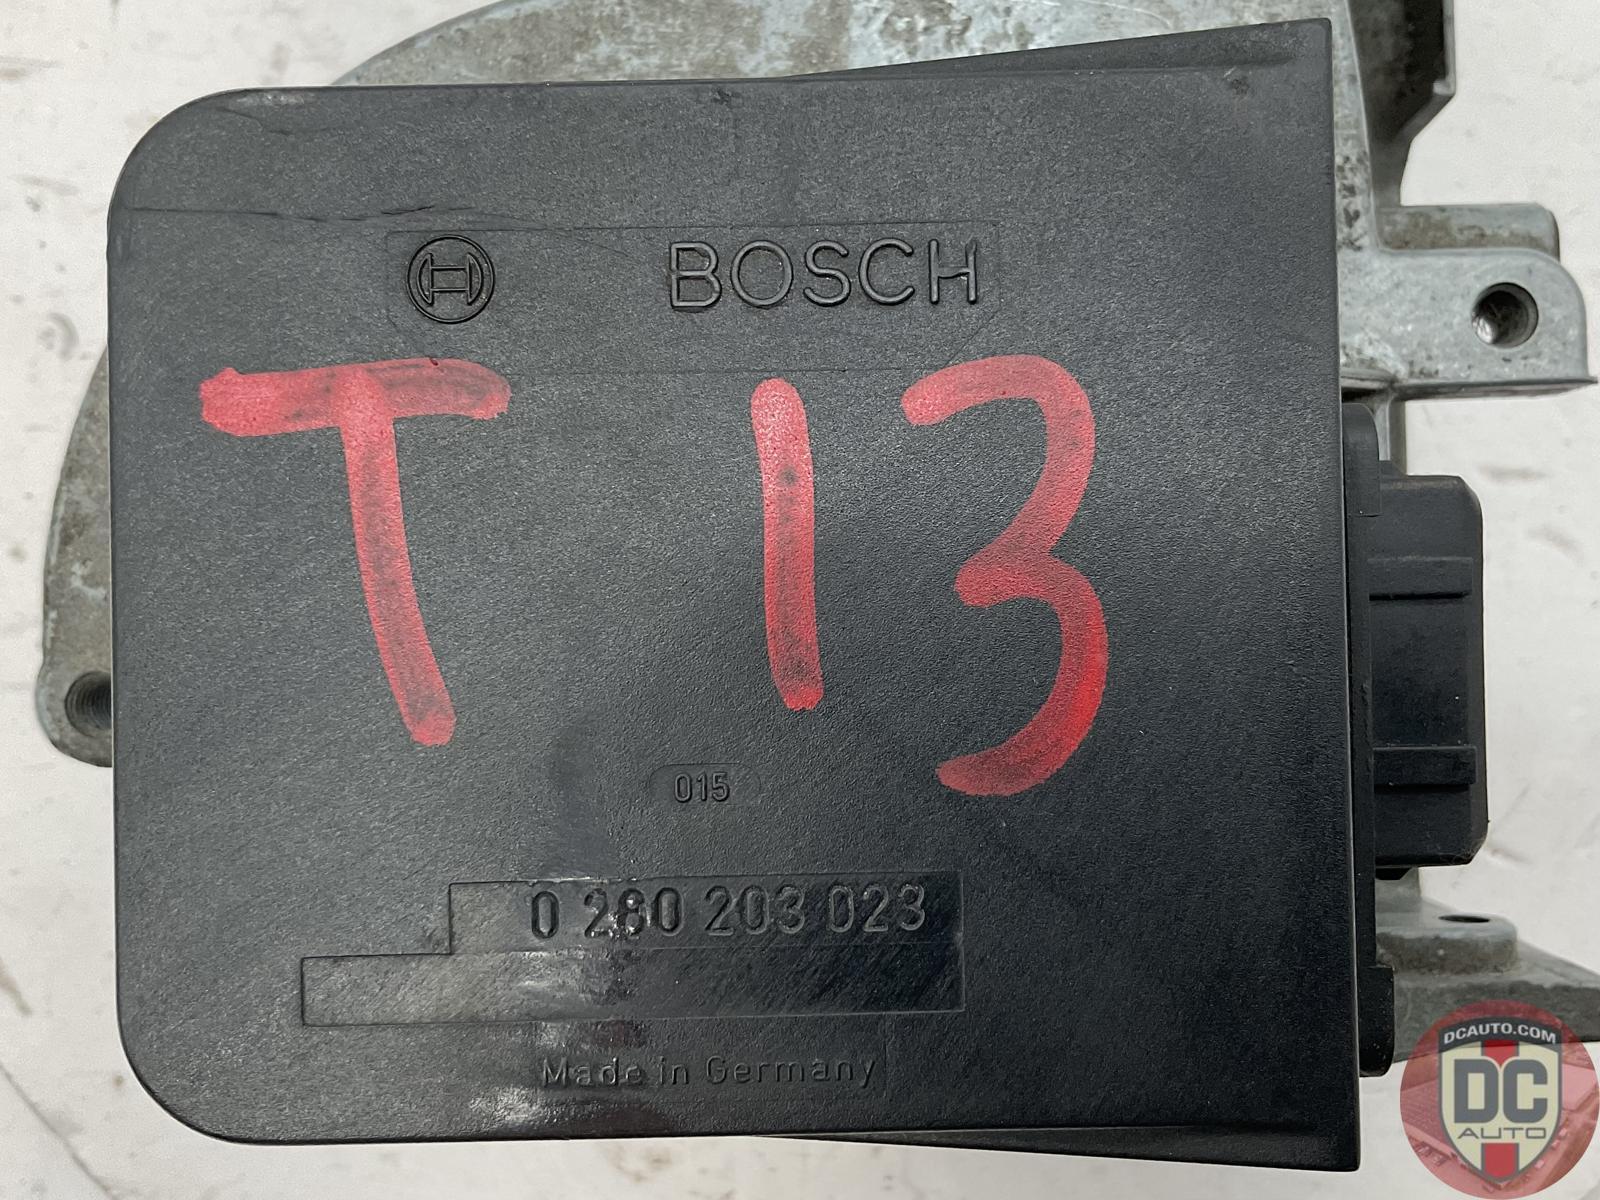 BOSCH
T 13
015
0 280 203 023
Made in Germany
DCAUTO.COM
DC
AUTO